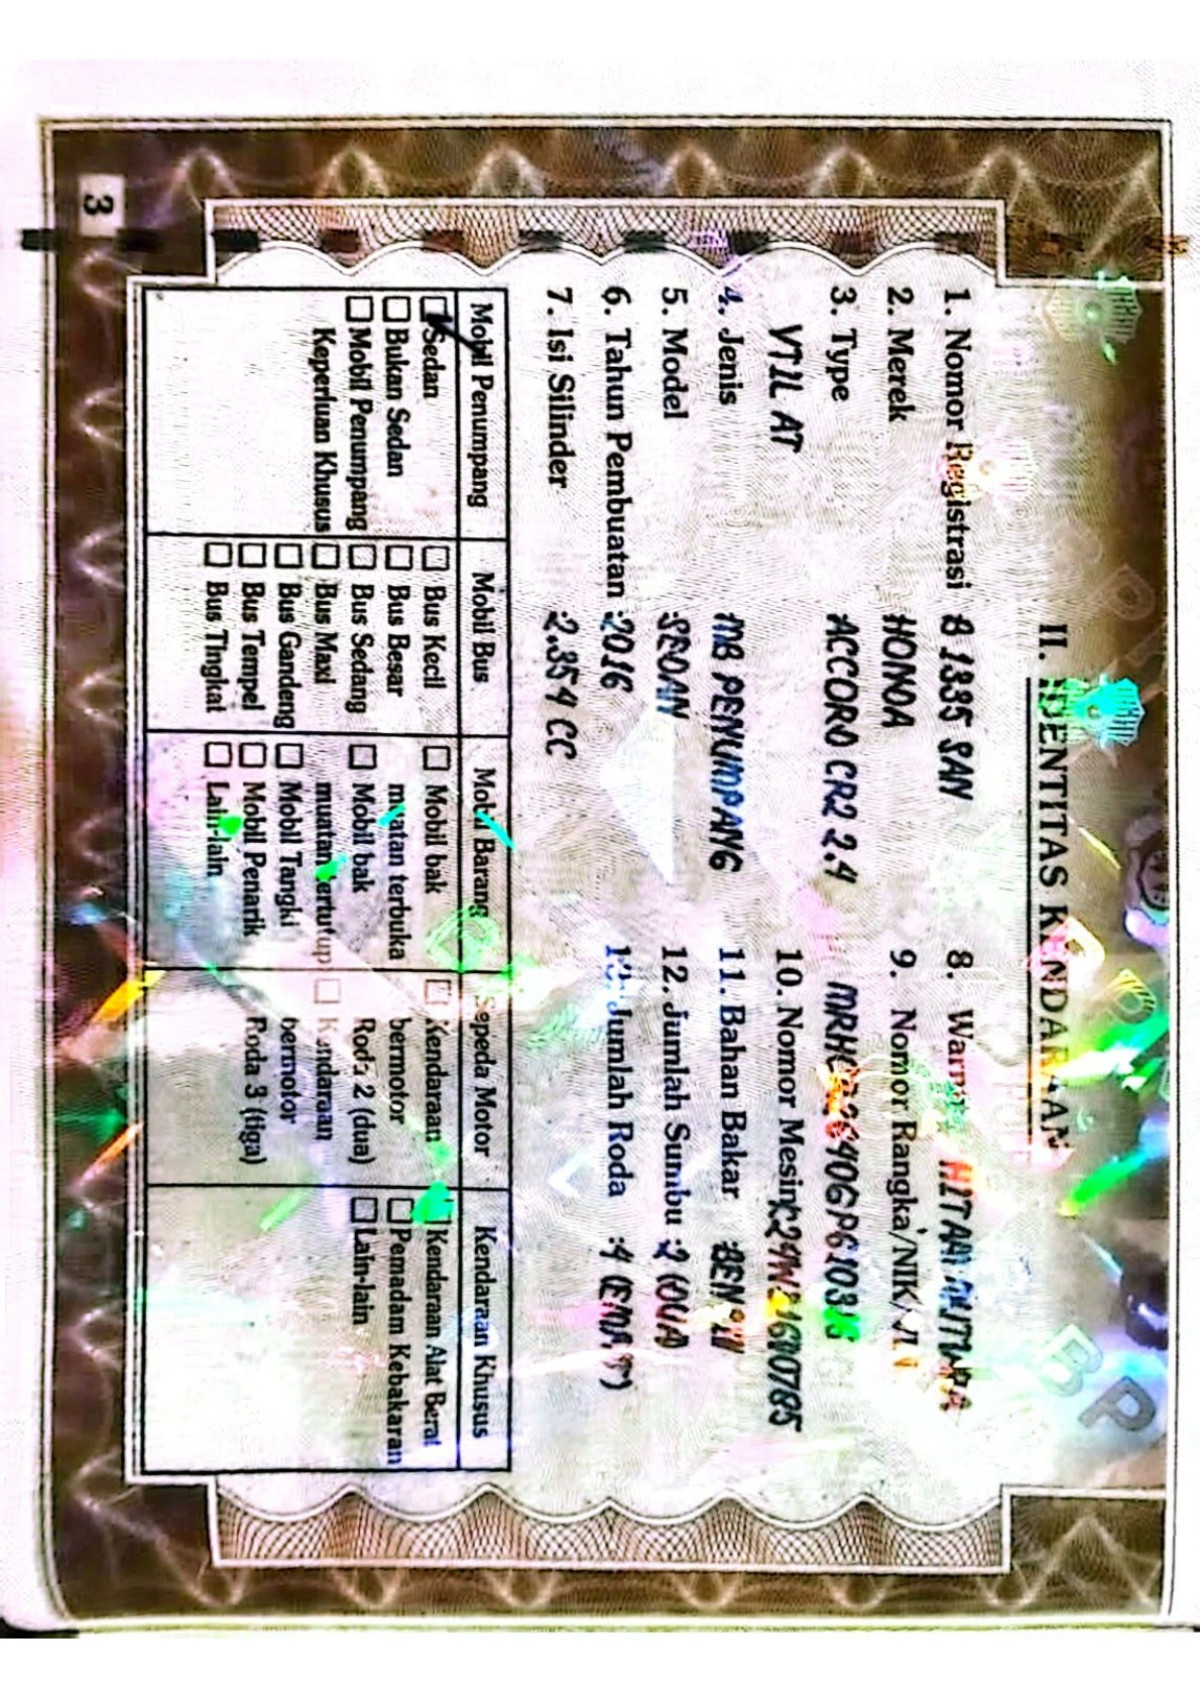 II. IDENTITAS KENDARAAN
1. Nomor Registrasi B 1335 SAN
2. Merek HONDA
3. Type ACCORD CR2 2.4
VTIL AT
4. Jenis MB PENUMPANG
5. Model :SEDAN
6. Tahun Pembuatan :2016
7. Isi Silinder :2.354 CC
8. Warna HITAM MUTIARA
9. Nomor Rangka/NIK/VIN
10. Nomor Mesin
11. Bahan Bakar :BENSIN
12. Jumlah Sumbu :2 (DUA)
13. Jumlah Roda :4 (EMPAT)
Mobil Penumpang
Sedan
Bukan Sedan
Mobil Penumpang
Keperluan Khusus
Mobil Bus
Bus Kecil
Bus Besar
Bus Sedang
Bus Maxi
Bus Gandeng
Bus Tempel
Bus Tingkat
Mobil Barang
Mobil bak
muatan terbuka
Mobil bak
muatan tertutup
Mobil Tangki
Mobil Penarik
Lain-lain
Sepeda Motor
Kendaraan
bermotor
Roda 2 (dua)
Kendaraan
bermotor
Roda 3 (tiga)
Kendaraan Khusus
Kendaraan Alat Berat
Pemadam Kebakaran
Lain-lain
3